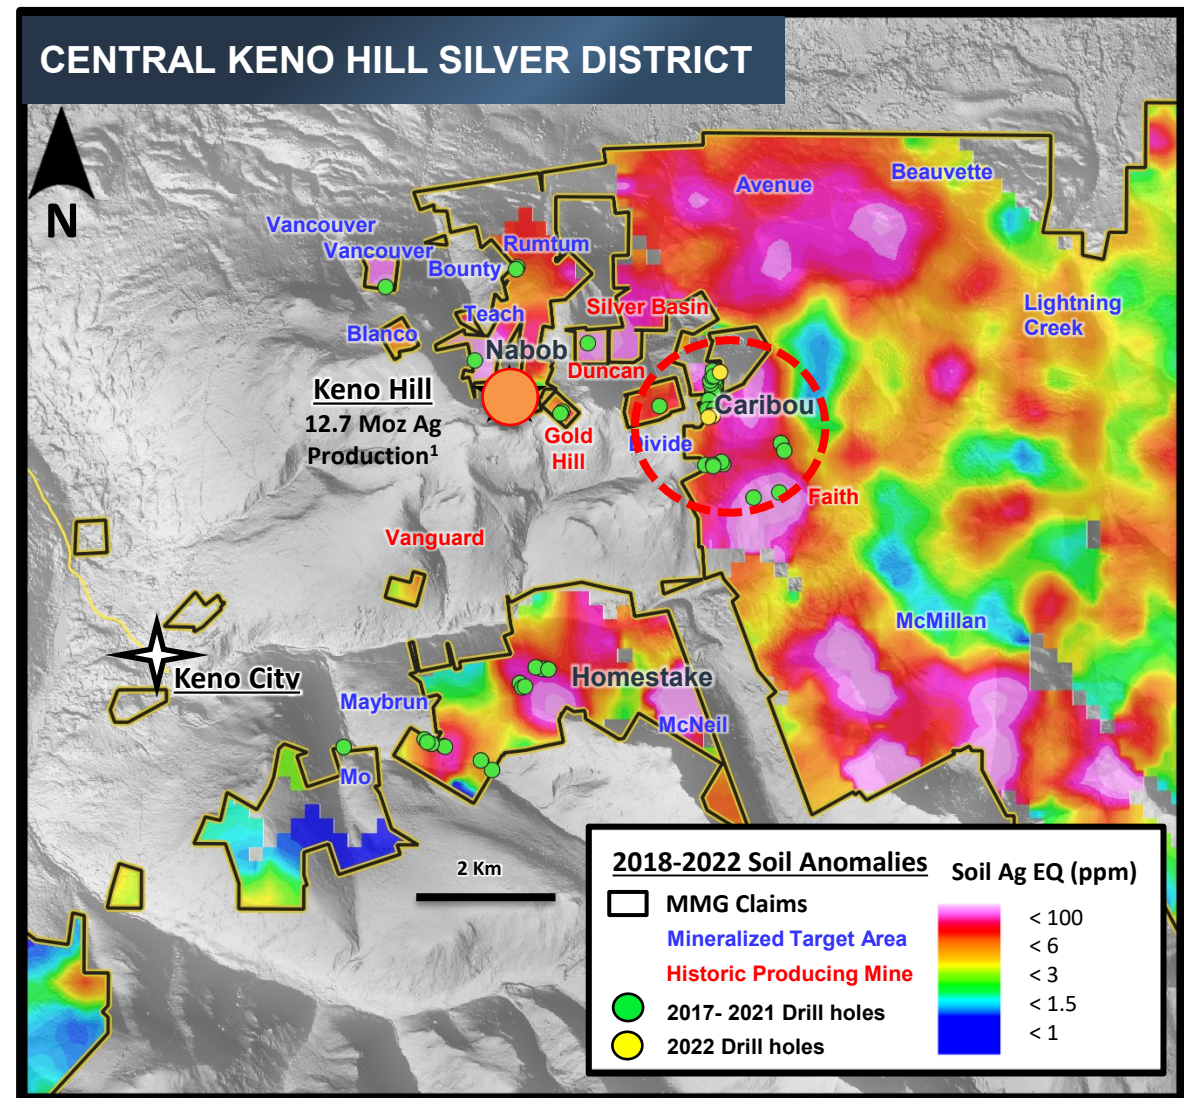 CENTRAL KENO HILL SILVER DISTRICT
N
Avenue
Beauvette
Vancouver
Vancouver
Rumtum
Bounty
Lightning
Creek
Silver Basin
Teach
Blanco
Nabob
Duncan
Keno Hill
12.7 Moz Ag
Production¹
Caribou
Gold
Hill
Divide
Faith
Vanguard
McMillan
Keno City
Homestake
Maybrun
McNeil
Mo
2 Km
2018-2022 Soil Anomalies
MMG Claims
Mineralized Target Area
Historic Producing Mine
2017- 2021 Drill holes
2022 Drill holes
Soil Ag EQ (ppm)
< 100
< 6
< 3
< 1.5
< 1